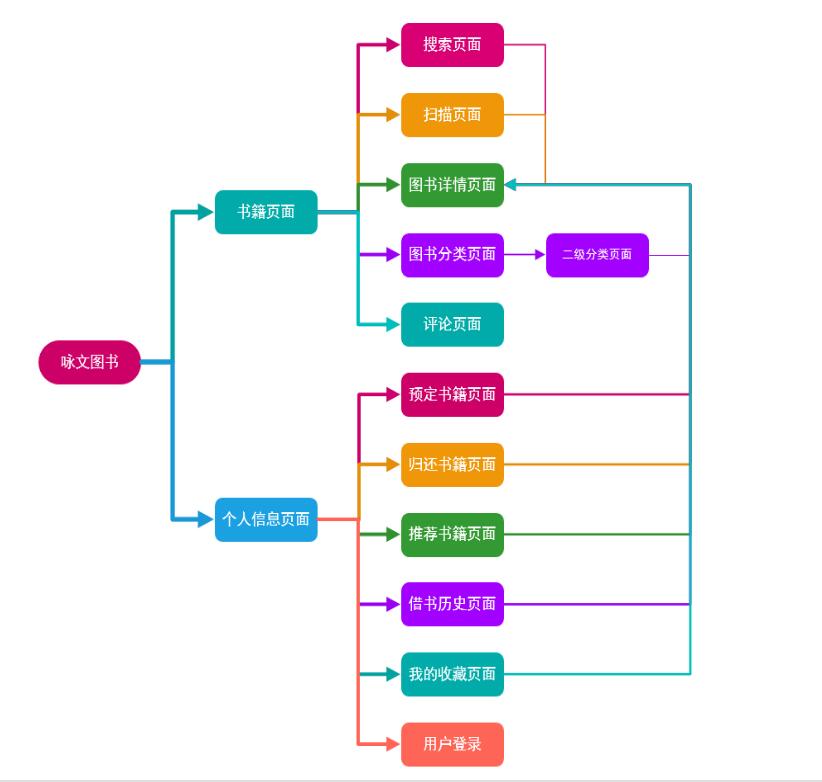 搜索页面
扫描页面
图书详情页面
书籍页面
图书分类页面
二级分类页面
评论页面
咏文图书
预定书籍页面
归还书籍页面
个人信息页面
推荐书籍页面
借书历史页面
我的收藏页面
用户登录